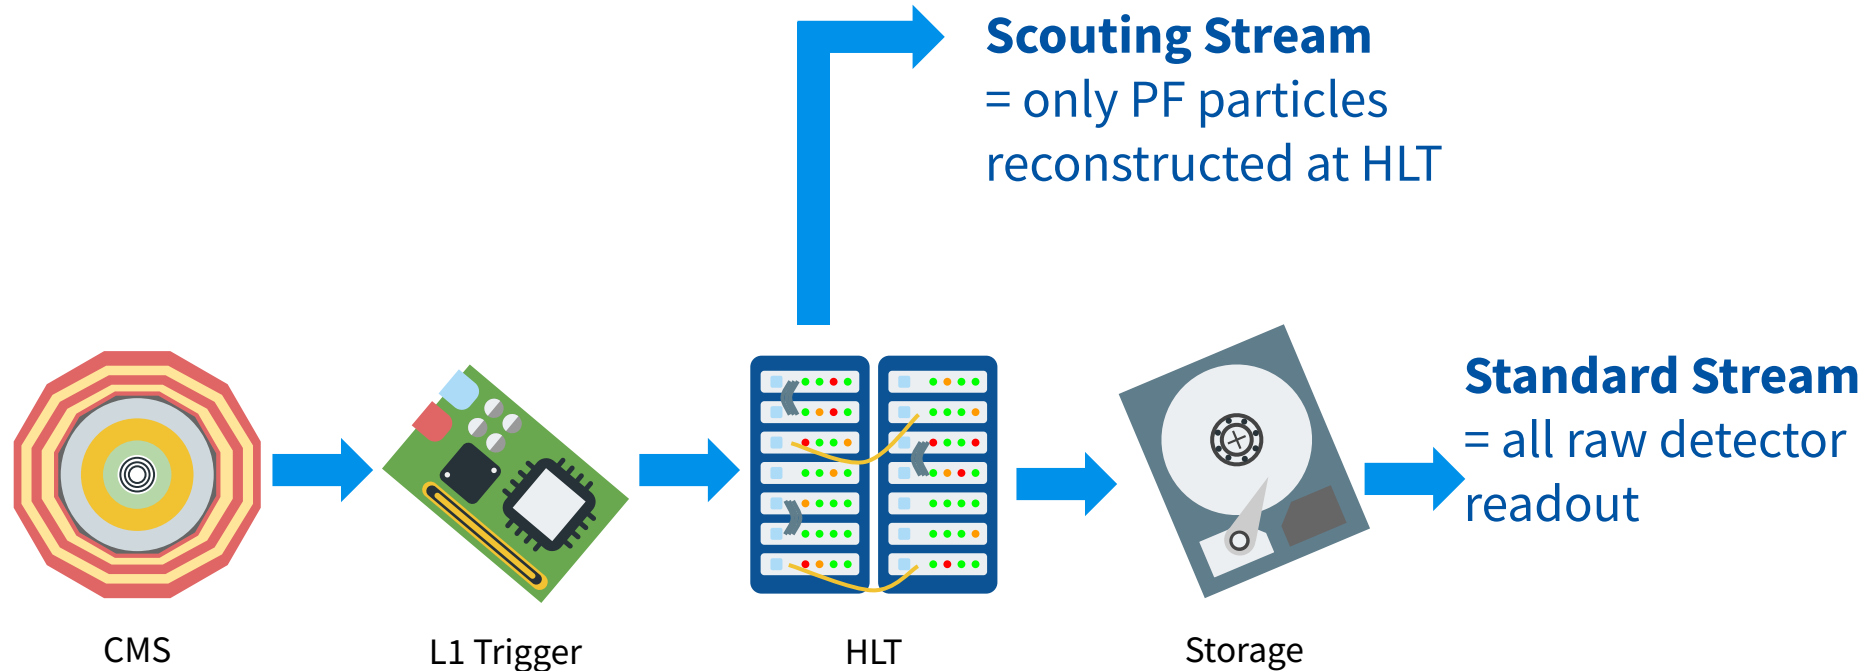 Scouting Stream
= only PF particles
reconstructed at HLT
Standard Stream
= all raw detector
readout
CMS
L1 Trigger
HLT
Storage